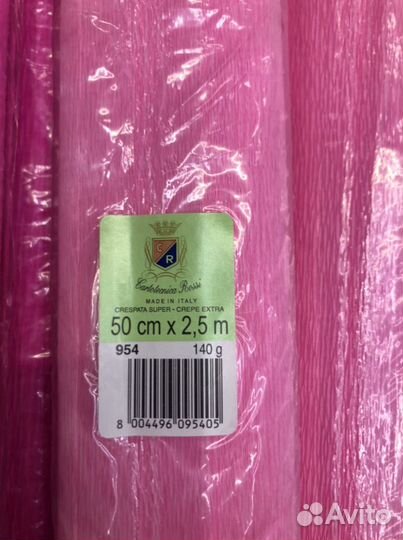 C
R
Cartotecnica Rossi
MADE IN ITALY
CRESPATA SUPER - CREPE EXTRA
50 cm x 2,5 m
954 140 g
8 004496 095405
Avito